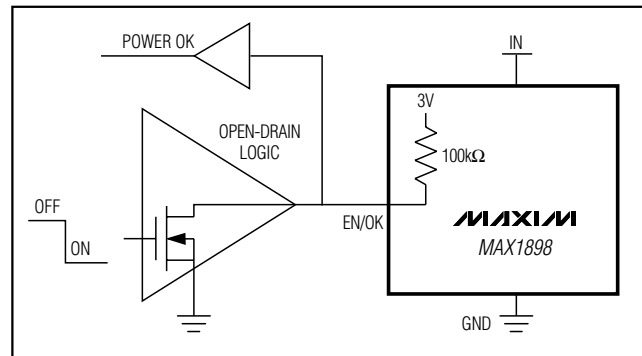 POWER OK
IN
3V
100kΩ
OPEN-DRAIN
LOGIC
OFF
ON
EN/OK
MAXIM
MAX1898
GND